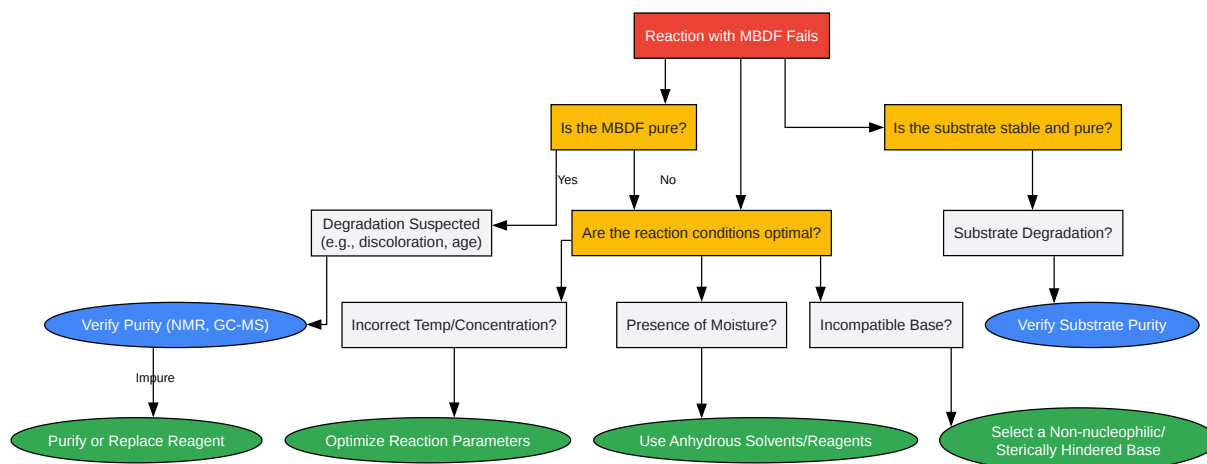 Reaction with MBDF Fails
Is the MBDF pure?
Is the substrate stable and pure?
Yes
No
Degradation Suspected
(e.g., discoloration, age)
Are the reaction conditions optimal?
Substrate Degradation?
Verify Purity (NMR, GC-MS)
Incorrect Temp/Concentration?
Presence of Moisture?
Incompatible Base?
Verify Substrate Purity
Impure
Purify or Replace Reagent
Optimize Reaction Parameters
Use Anhydrous Solvents/Reagents
Select a Non-nucleophilic/
Sterically Hindered Base